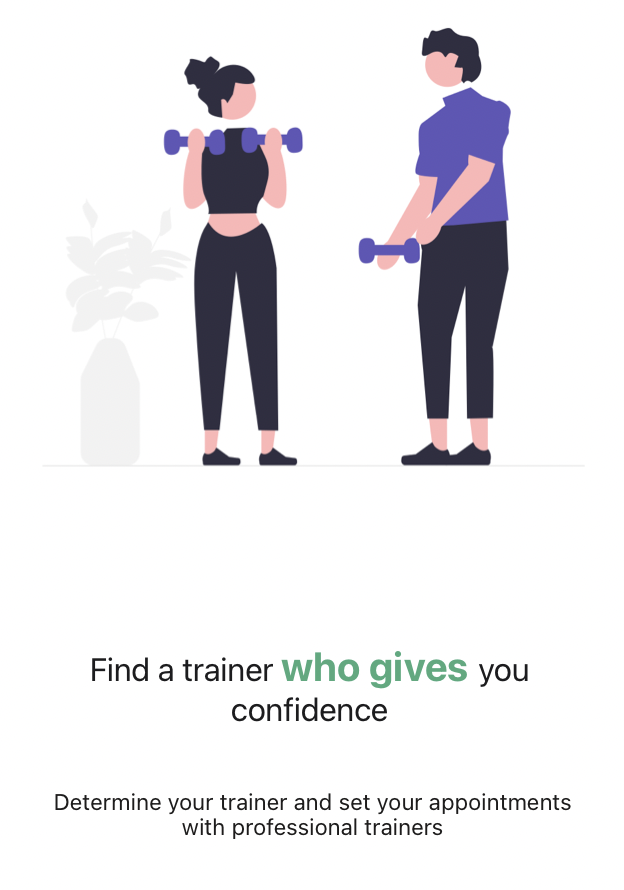 Find a trainer who gives you
confidence
Determine your trainer and set your appointments
with professional trainers